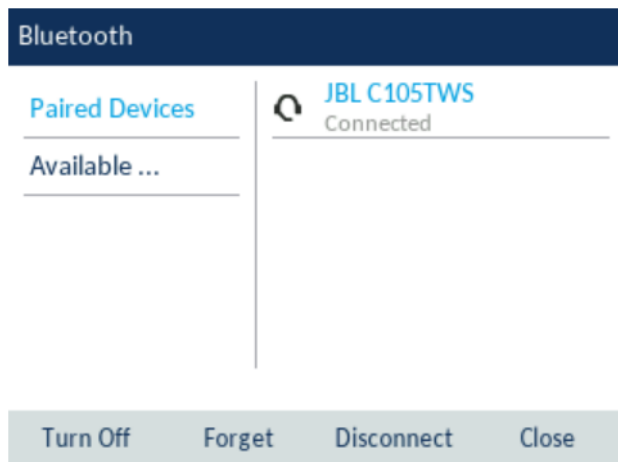 Bluetooth
Paired Devices
Available ...
JBL C105TWS
Connected
Turn Off Forget Disconnect Close